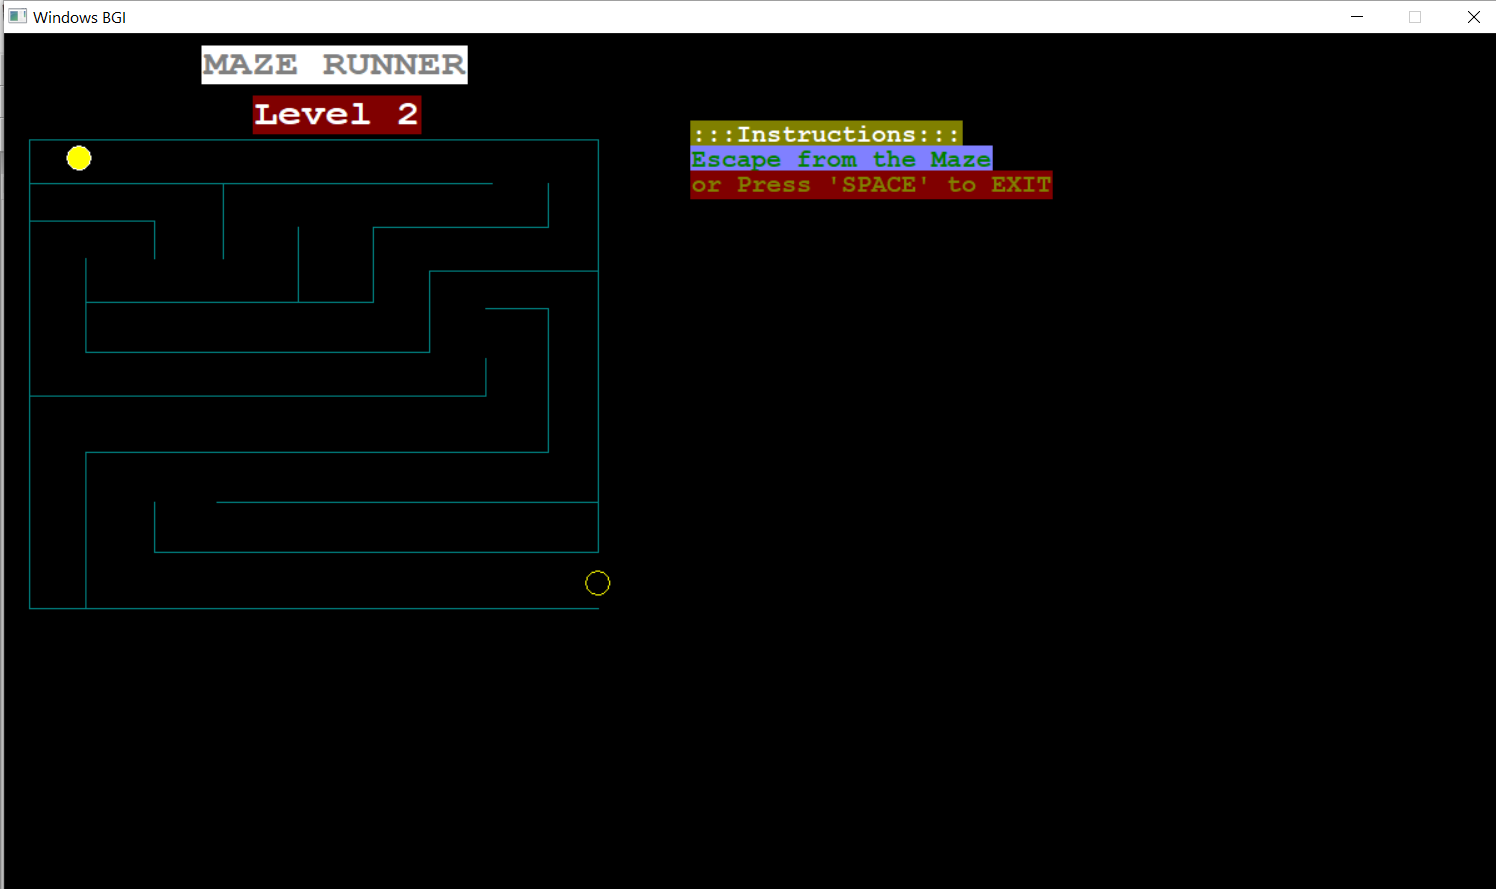 Windows BGI
MAZE RUNNER
Level 2
:::Instructions:::
Escape from the Maze
or Press 'SPACE' to EXIT